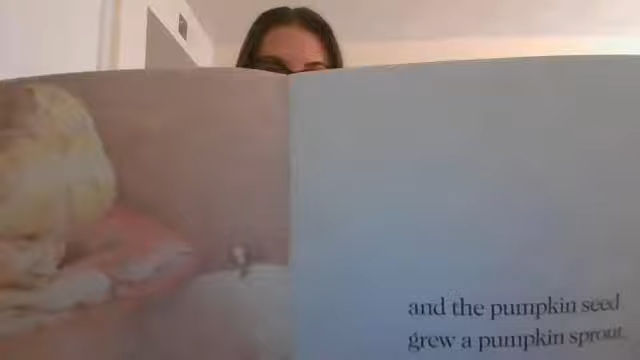 and the pumpkin seed
grew a pumpkin sprout